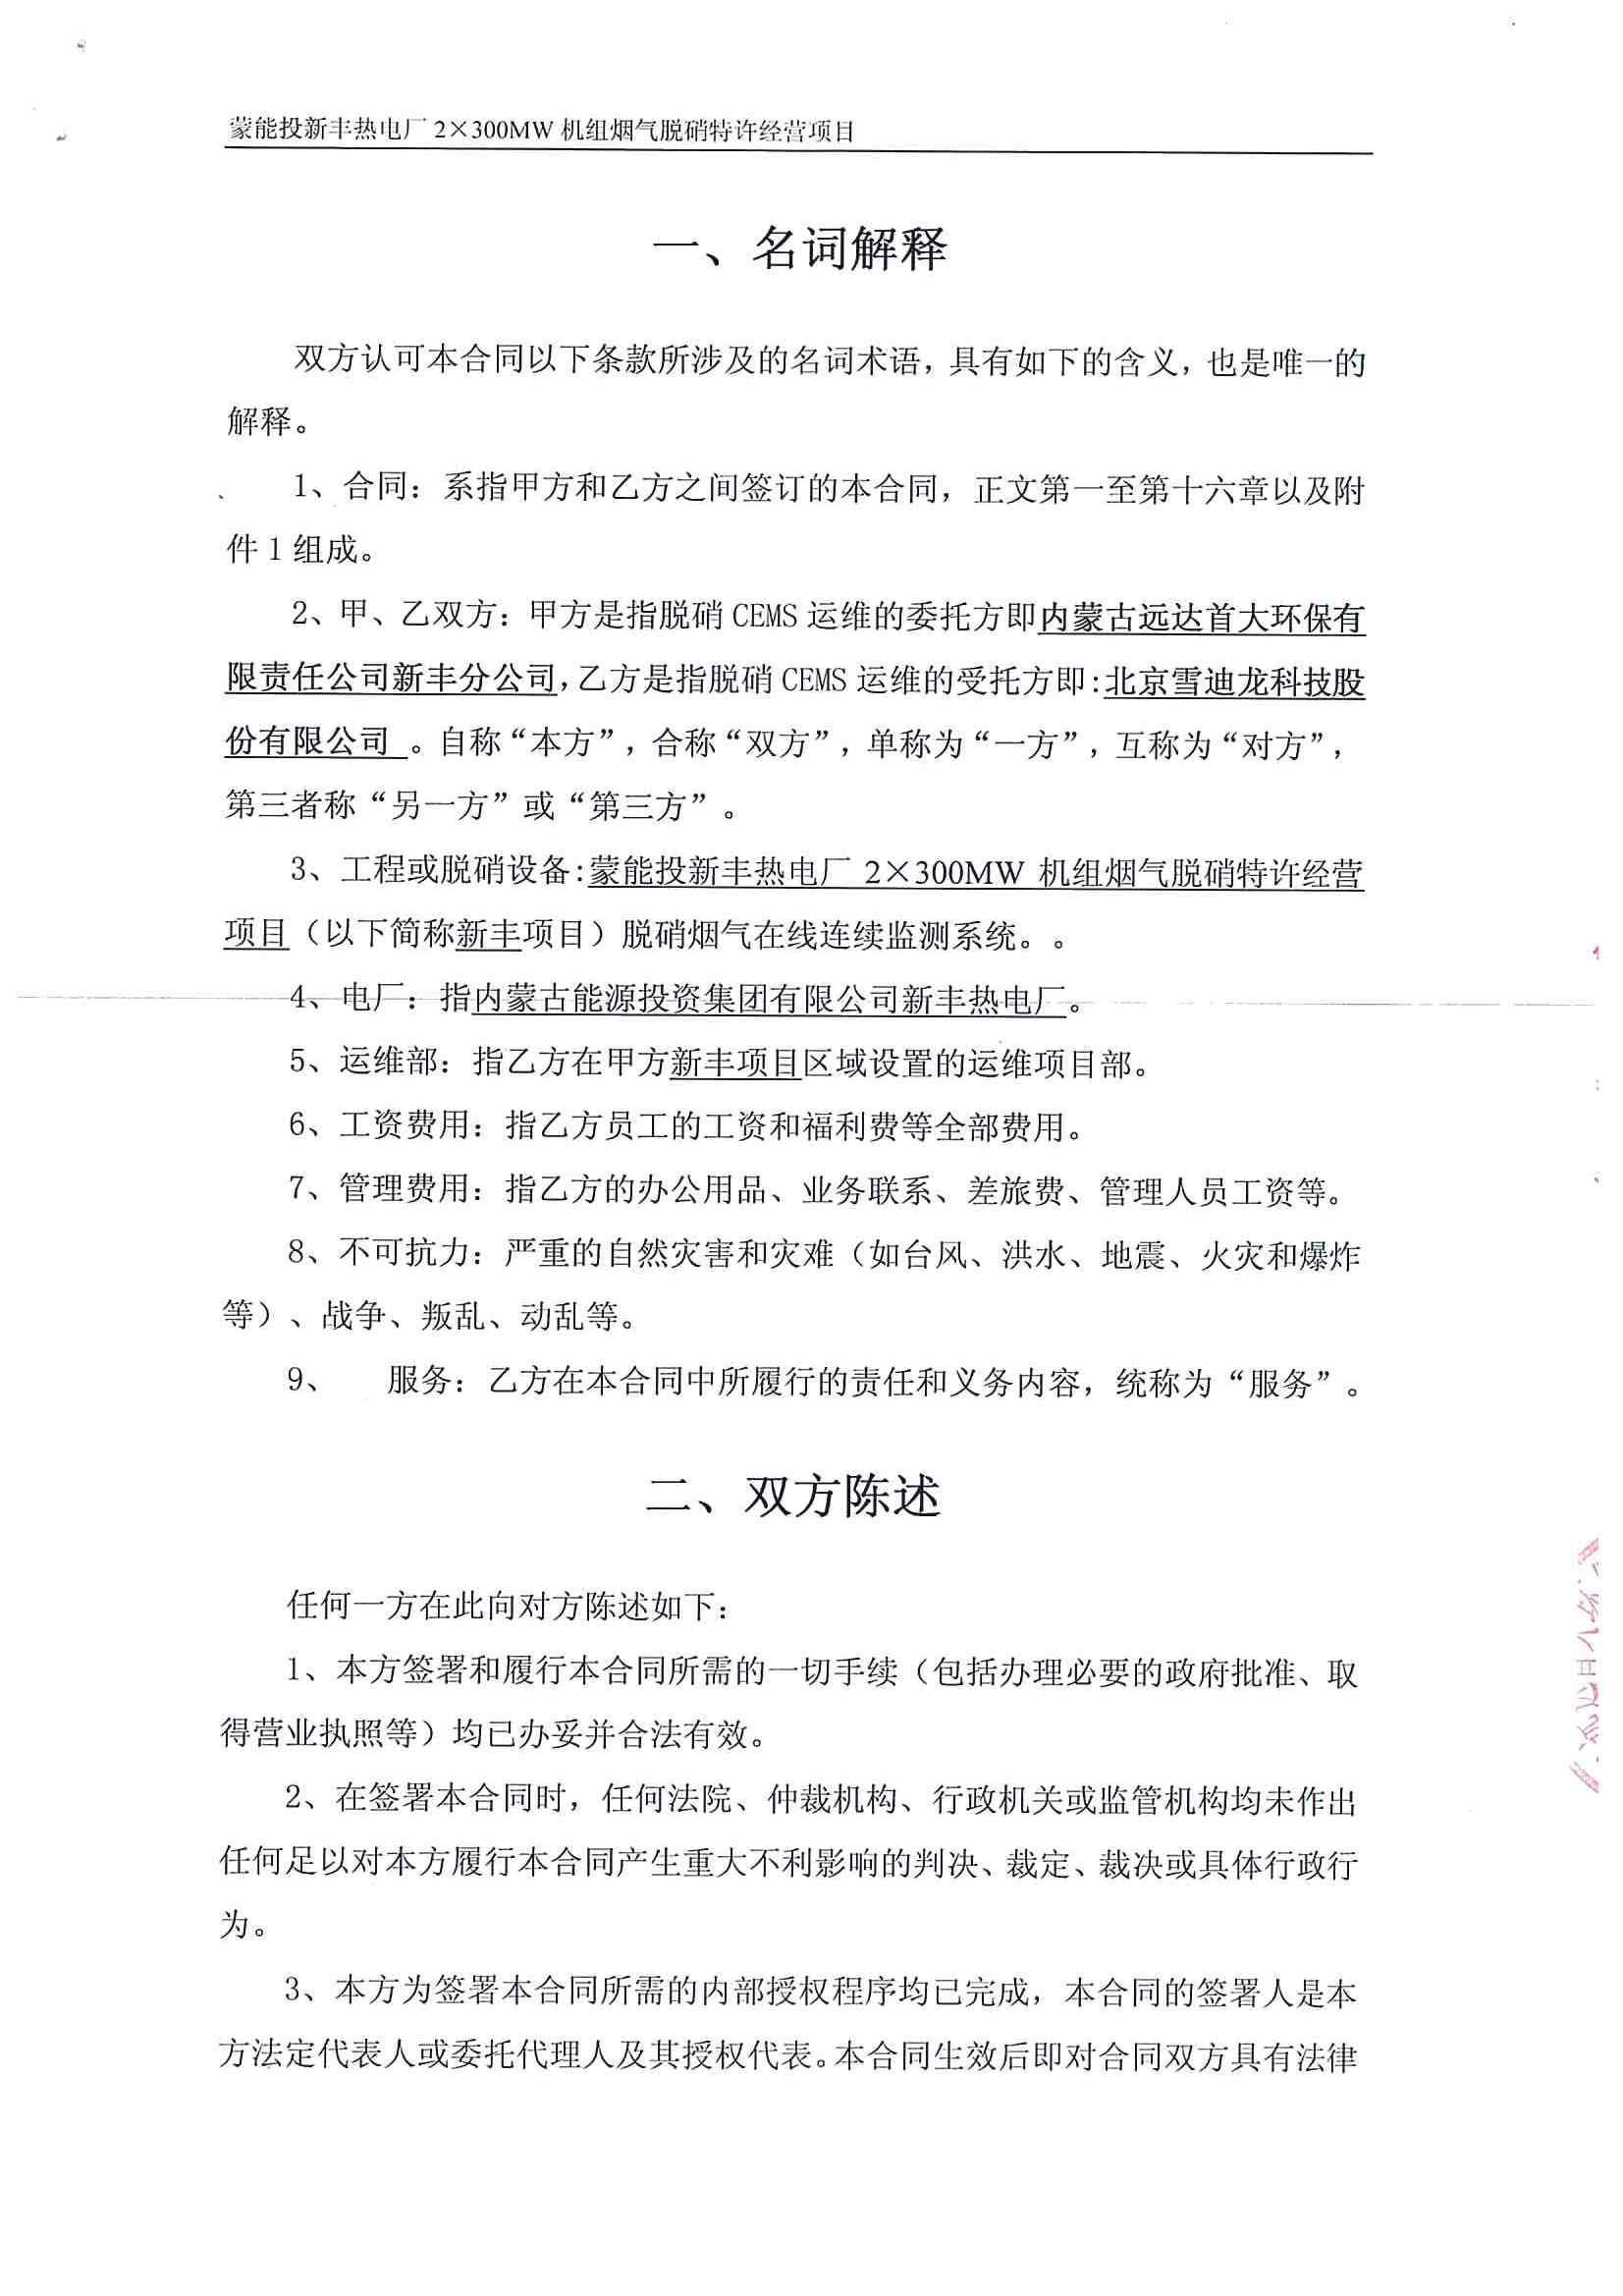 蒙能投新丰热电厂 2×300MW 机组烟气脱硝特许经营项目
一、名词解释
双方认可本合同以下条款所涉及的名词术语，具有如下的含义，也是唯一的
解释。
1、合同：系指甲方和乙方之间签订的本合同，正文第一至第十六章以及附
件 1 组成。
2、甲、乙双方：甲方是指脱硝 CEMS 运维的委托方即内蒙古远达首大环保有
限责任公司新丰分公司，乙方是指脱硝 CEMS 运维的受托方即：北京雪迪龙科技股
份有限公司 。自称“本方”，合称“双方”，单称为“一方”，互称为“对方”，
第三者称“另一方”或“第三方”。
3、工程或脱硝设备：蒙能投新丰热电厂 2×300MW 机组烟气脱硝特许经营
项目（以下简称新丰项目）脱硝烟气在线连续监测系统。。
4、电厂：指内蒙古能源投资集团有限公司新丰热电厂。
5、运维部：指乙方在甲方新丰项目区域设置的运维项目部。
6、工资费用：指乙方员工的工资和福利费等全部费用。
7、管理费用：指乙方的办公用品、业务联系、差旅费、管理人员工资等。
8、不可抗力：严重的自然灾害和灾难（如台风、洪水、地震、火灾和爆炸
等）、战争、叛乱、动乱等。
9、 服务：乙方在本合同中所履行的责任和义务内容，统称为“服务”。
二、双方陈述
任何一方在此向对方陈述如下：
1、本方签署和履行本合同所需的一切手续（包括办理必要的政府批准、取
得营业执照等）均已办妥并合法有效。
2、在签署本合同时，任何法院、仲裁机构、行政机关或监管机构均未作出
任何足以对本方履行本合同产生重大不利影响的判决、裁定、裁决或具体行政行
为。
3、本方为签署本合同所需的内部授权程序均已完成，本合同的签署人是本
方法定代表人或委托代理人及其授权代表。本合同生效后即对合同双方具有法律